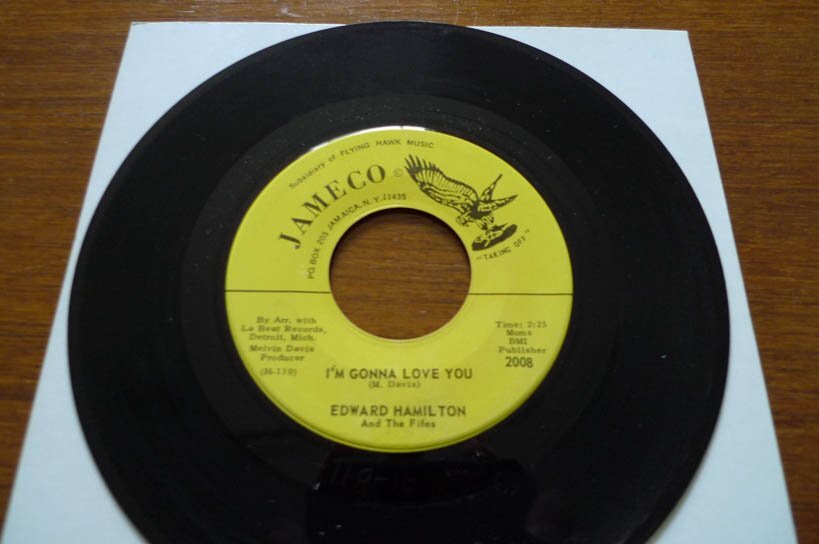 Subsidiary of FLYING HAWK MUSIC
JAMECO ©
PO BOX 203 JAMAICA, N.Y. 11435
"TAKING OFF"
By Arr. with
La Beat Records,
Detroit, Mich.
Melvin Davis
Producer
(H-119)
Time: 2:25
Mums
BMI
Publisher
2008
I'M GONNA LOVE YOU
(M. Davis)
EDWARD HAMILTON
And The Fifes